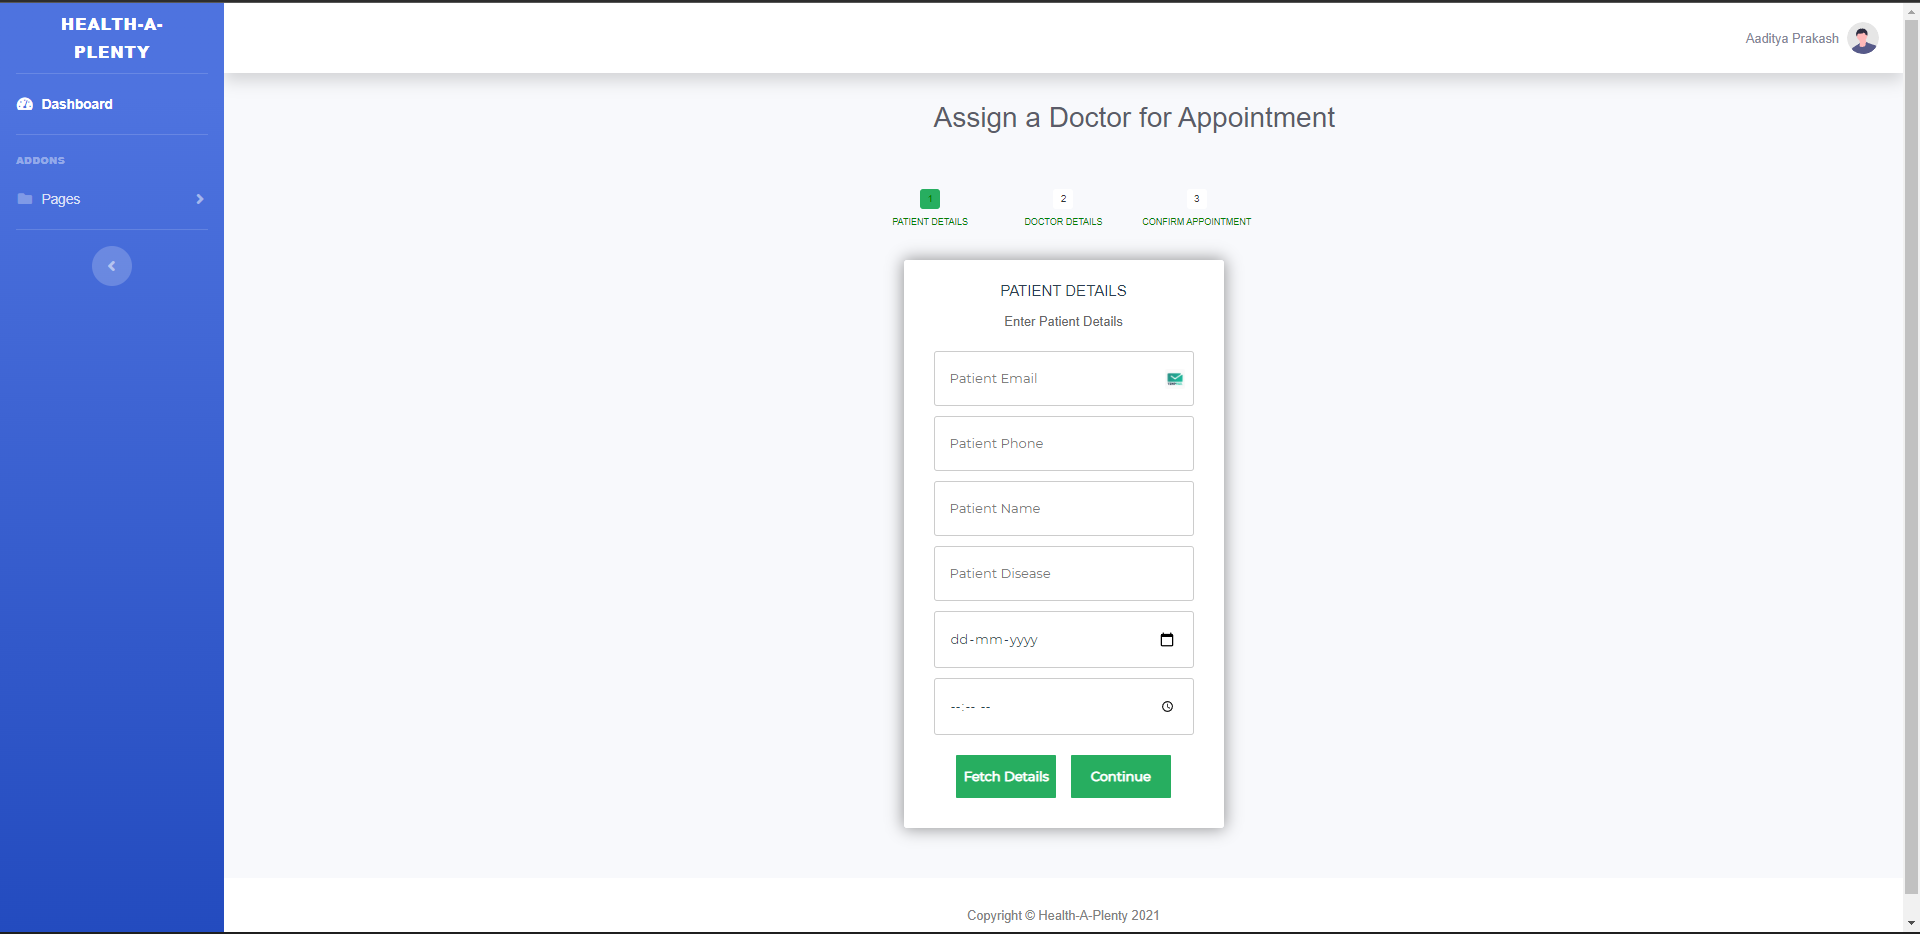 HEALTH-A-
PLENTY
Aaditya Prakash
Dashboard
ADDONS
Pages
Assign a Doctor for Appointment
1
2
3
PATIENT DETAILS
DOCTOR DETAILS
CONFIRM APPOINTMENT
PATIENT DETAILS
Enter Patient Details
Patient Email
Patient Phone
Patient Name
Patient Disease
dd-mm-yyyy
--:-- --
Fetch Details
Continue
Copyright © Health-A-Plenty 2021